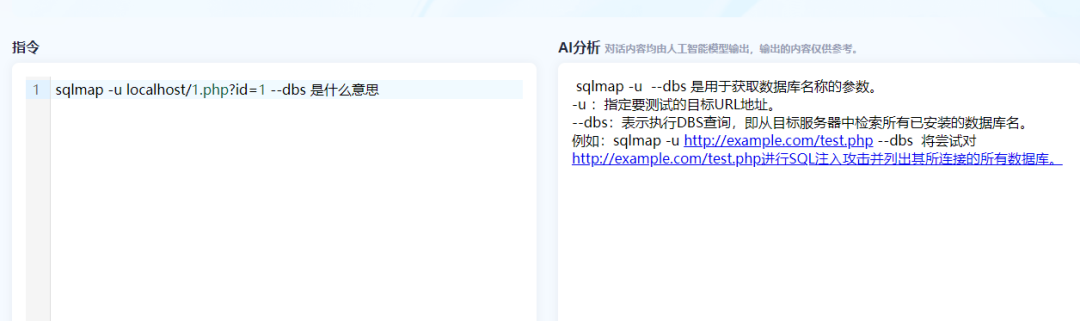 指令
AI分析 对话内容均由人工智能模型输出，输出的内容仅供参考。
1 sqlmap -u localhost/1.php?id=1 --dbs 是什么意思
sqlmap -u  --dbs 是用于获取数据库名称的参数。
-u ：指定要测试的目标URL地址。
--dbs：表示执行DBS查询，即从目标服务器中检索所有已安装的数据库名。
例如：sqlmap -u http://example.com/test.php --dbs  将尝试对
http://example.com/test.php进行SQL注入攻击并列出其所连接的所有数据库。